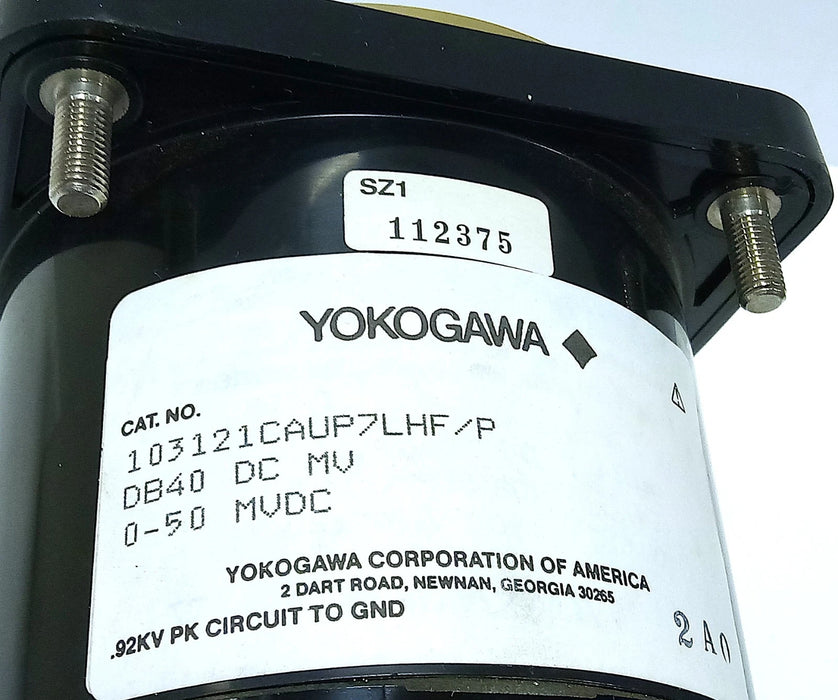 SZ1
112375
YOKOGAWA
CAT. NO.
103121CAUP7LHF/P
DB40 DC MV
0-50 MVDC
YOKOGAWA CORPORATION OF AMERICA
2 DART ROAD, NEWNAN, GEORGIA 30265
.92KV PK CIRCUIT TO GND
2A0